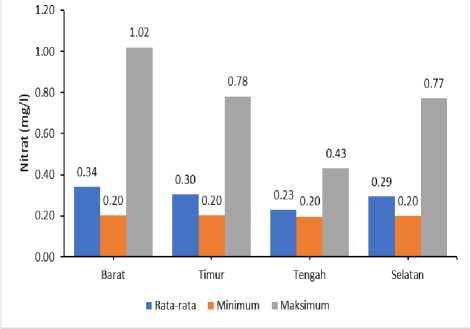 1.20
1.02
1.00
0.78
0.77
0.80
Nitrat (mg/l)
0.60
0.43
0.40
0.34
0.30
0.29
0.23
0.20
0.20
0.20
0.20
0.20
0.00
Barat
Timur
Tengah
Selatan
Rata-rata
Minimum
Maksimum